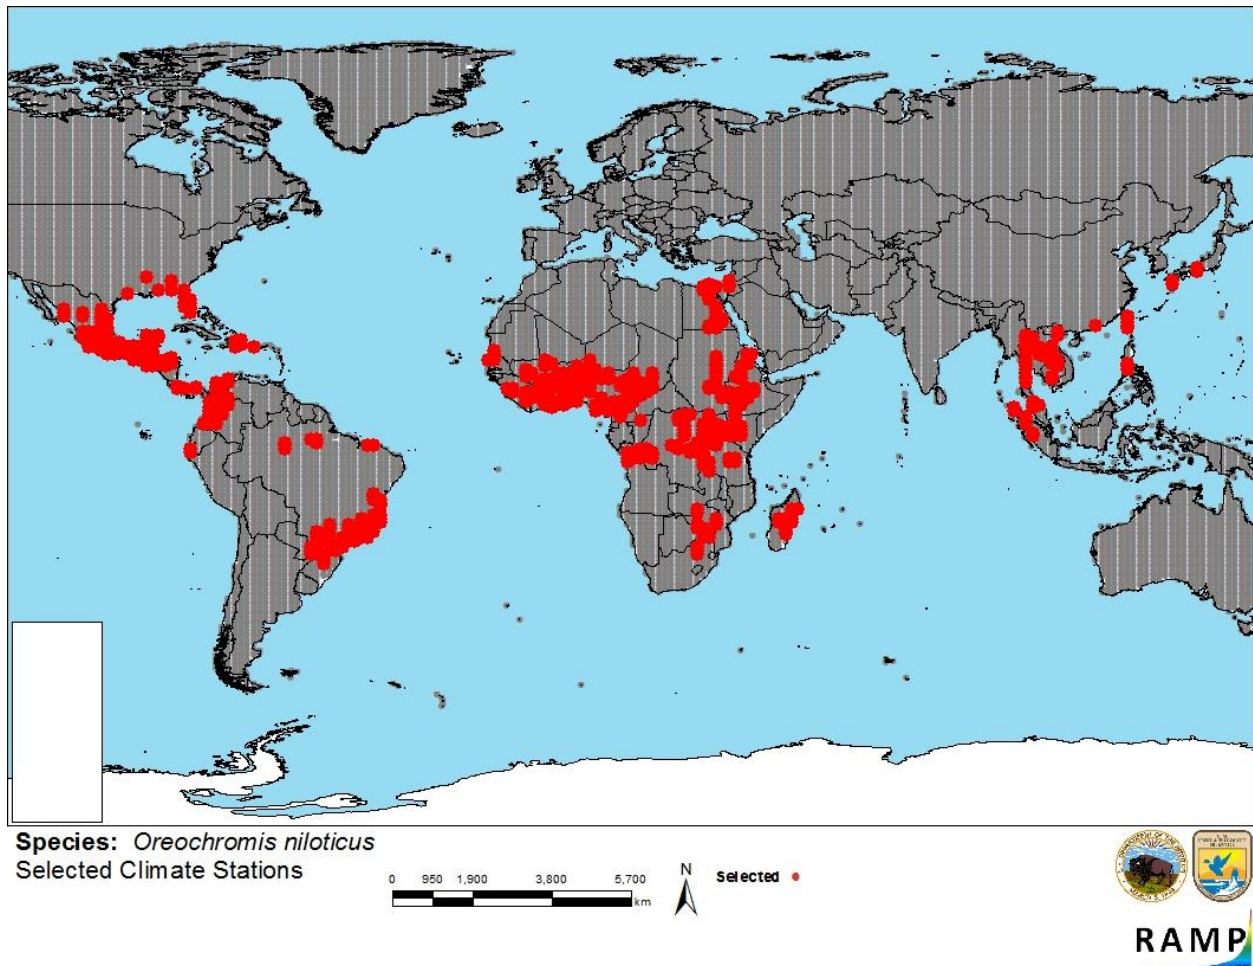 Species: Oreochromis niloticus
Selected Climate Stations
0 950 1,900 3,800 5,700
km
N
Selected
RAMP